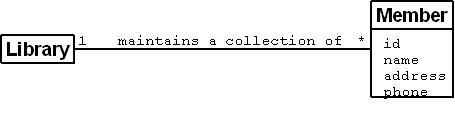 Member
Library 1 maintains a collection of *
id
name
address
phone